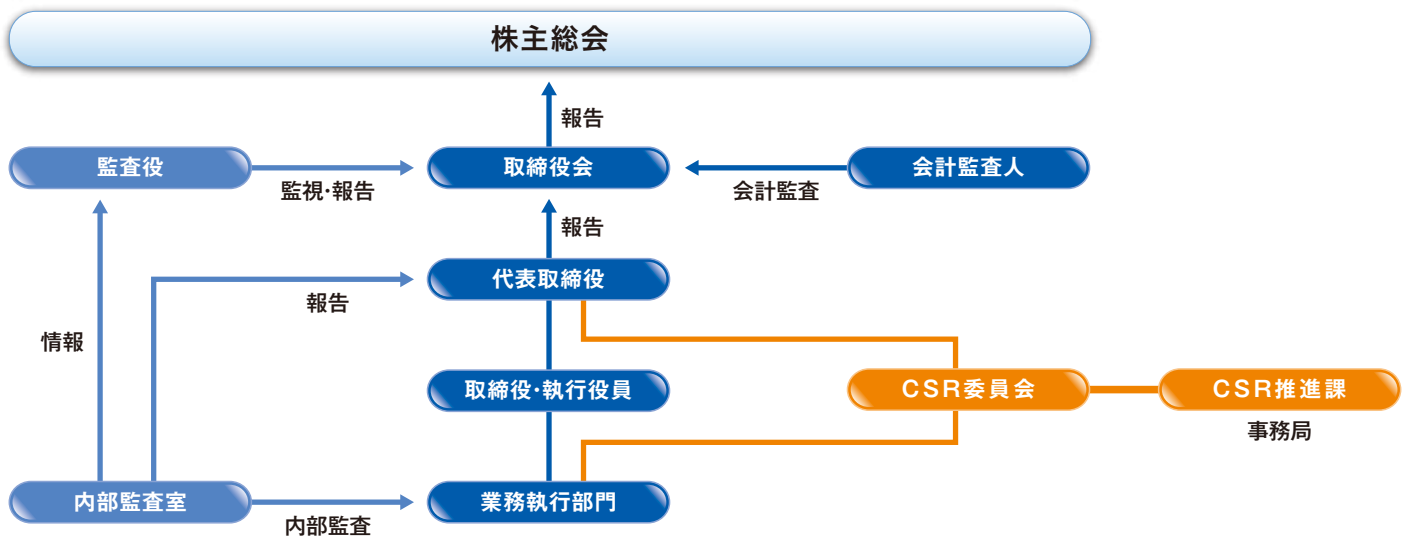 株主総会
報告
監査役
監視・報告
取締役会
会計監査
会計監査人
報告
代表取締役
報告
情報
取締役・執行役員
CSR委員会
CSR推進課
事務局
内部監査室
内部監査
業務執行部門